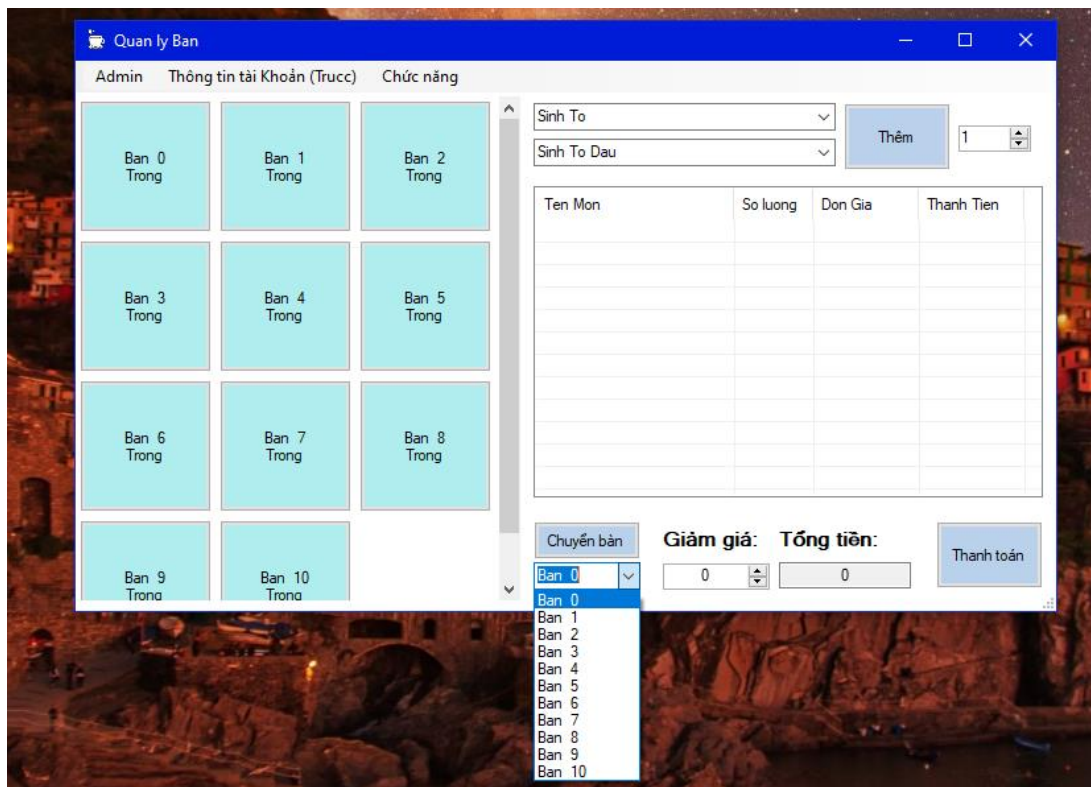 Quan ly Ban
Admin Thông tin tài Khoản (Trucc) Chức năng
Ban 0
Trong
Ban 1
Trong
Ban 2
Trong
Ban 3
Trong
Ban 4
Trong
Ban 5
Trong
Ban 6
Trong
Ban 7
Trong
Ban 8
Trong
Ban 9
Trong
Ban 10
Trong
Sinh To
Sinh To Dau
Thêm
1
Ten Mon So luong Don Gia Thanh Tien
Chuyển bàn
Giảm giá: Tổng tiền:
Thanh toán
Ban 0
0
0
Ban 0
Ban 1
Ban 2
Ban 3
Ban 4
Ban 5
Ban 6
Ban 7
Ban 8
Ban 9
Ban 10